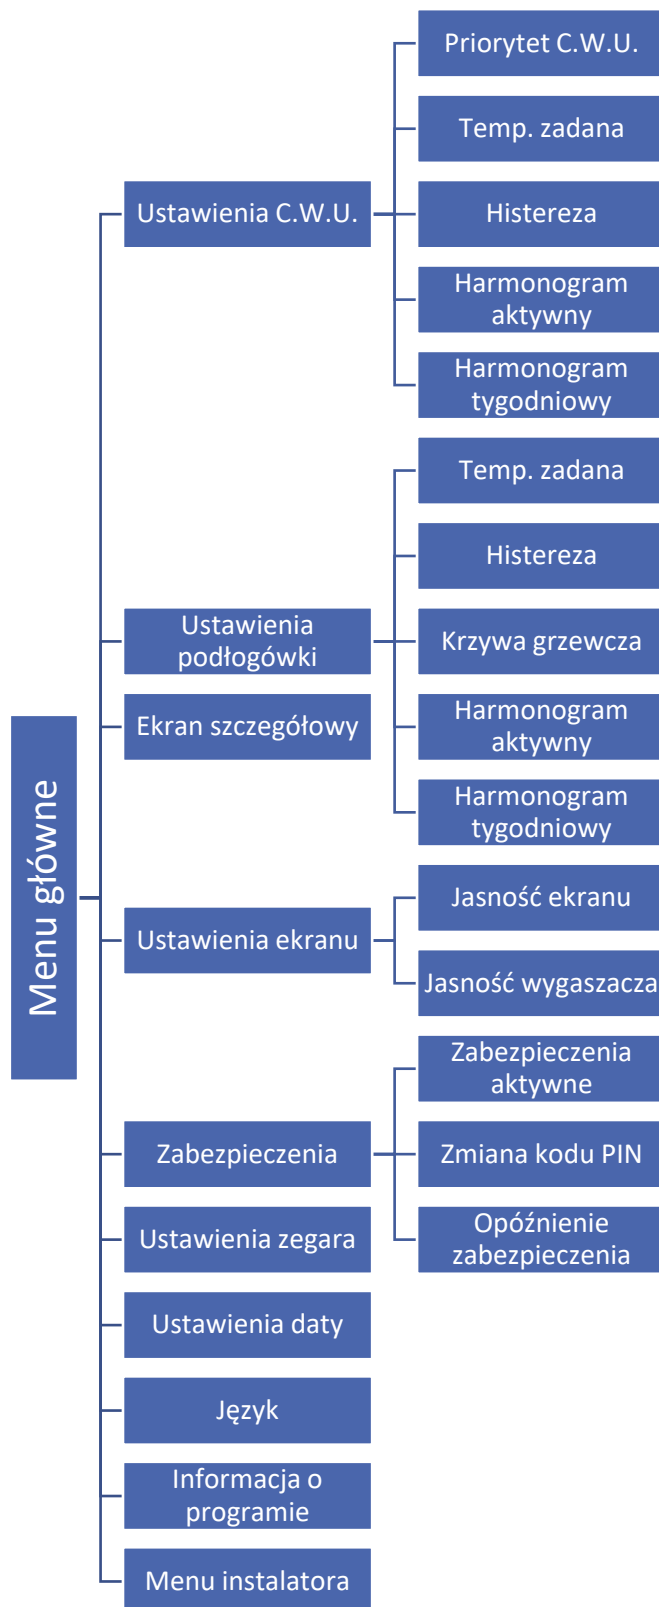 Menu główne
Ustawienia C.W.U.
Priorytet C.W.U.
Temp. zadana
Histereza
Harmonogram
aktywny
Harmonogram
tygodniowy
Ustawienia
podłogówki
Temp. zadana
Histereza
Krzywa grzewcza
Harmonogram
aktywny
Harmonogram
tygodniowy
Ekran szczegółowy
Ustawienia ekranu
Jasność ekranu
Jasność wygaszacza
Zabezpieczenia
Zabezpieczenia
aktywne
Zmiana kodu PIN
Opóźnienie
zabezpieczenia
Ustawienia zegara
Ustawienia daty
Język
Informacja o
programie
Menu instalatora